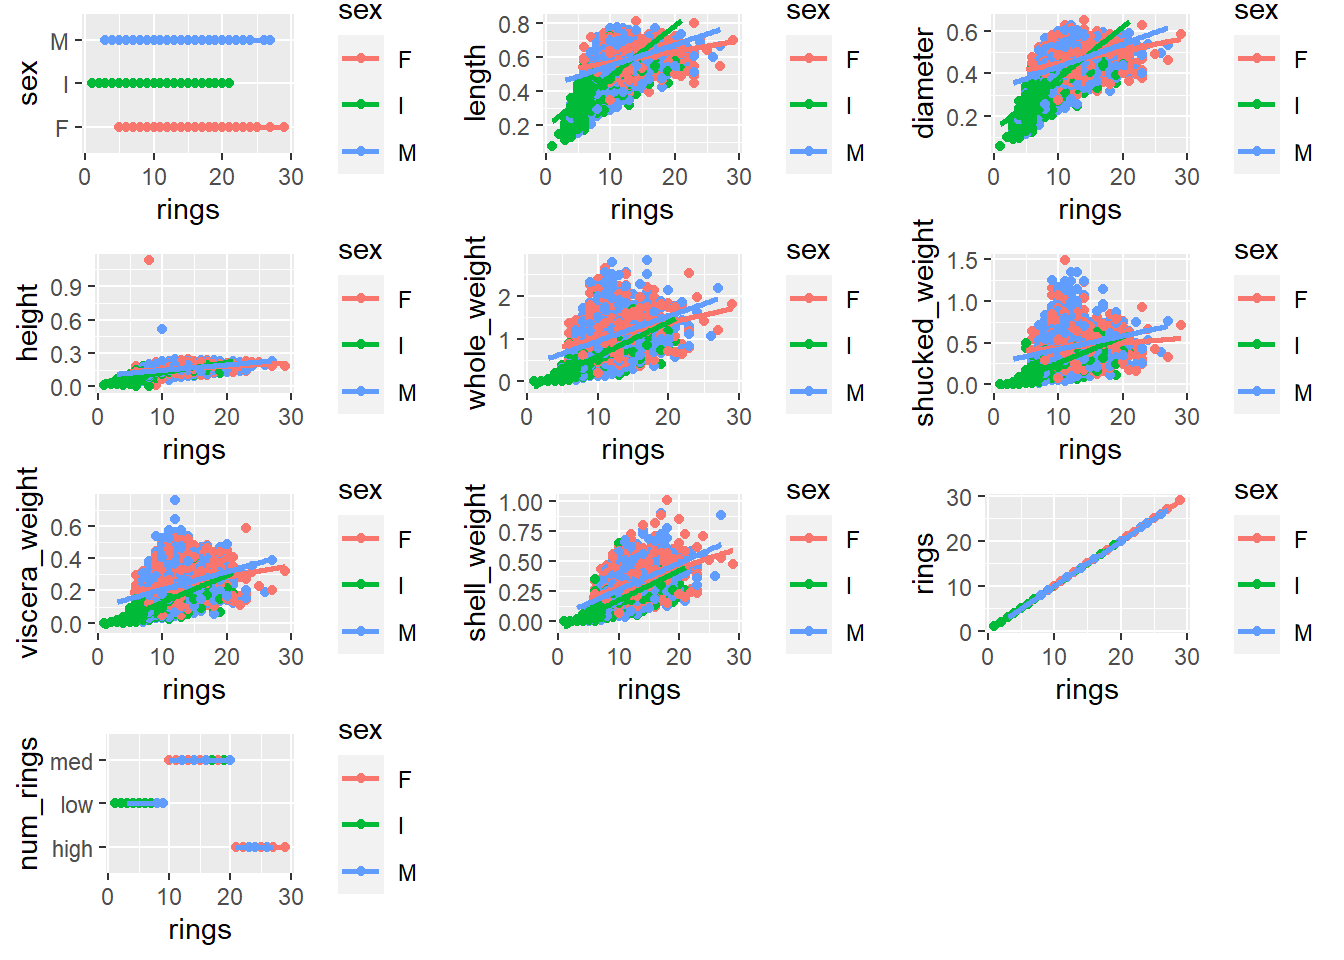 sex
M
I
F
0 10 20 30
rings
sex
F
I
M
length
0.8
0.6
0.4
0.2
0 10 20 30
rings
sex
F
I
M
diameter
0.6
0.4
0.2
0 10 20 30
rings
sex
F
I
M
height
0.9
0.6
0.3
0.0
0 10 20 30
rings
sex
F
I
M
whole_weight
2
1
0
0 10 20 30
rings
sex
F
I
M
shucked_weight
1.5
1.0
0.5
0.0
0 10 20 30
rings
sex
F
I
M
viscera_weight
0.6
0.4
0.2
0.0
0 10 20 30
rings
sex
F
I
M
shell_weight
1.00
0.75
0.50
0.25
0.00
0 10 20 30
rings
sex
F
I
M
rings
30
20
10
0
0 10 20 30
rings
sex
F
I
M
num_rings
med
low
high
0 10 20 30
rings
sex
F
I
M